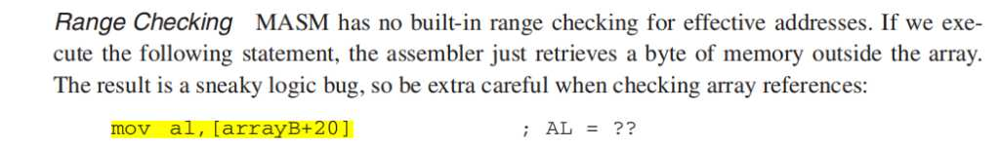 Range Checking MASM has no built-in range checking for effective addresses. If we exe-
cute the following statement, the assembler just retrieves a byte of memory outside the array.
The result is a sneaky logic bug, so be extra careful when checking array references:
mov al,[arrayB+20] ; AL = ??